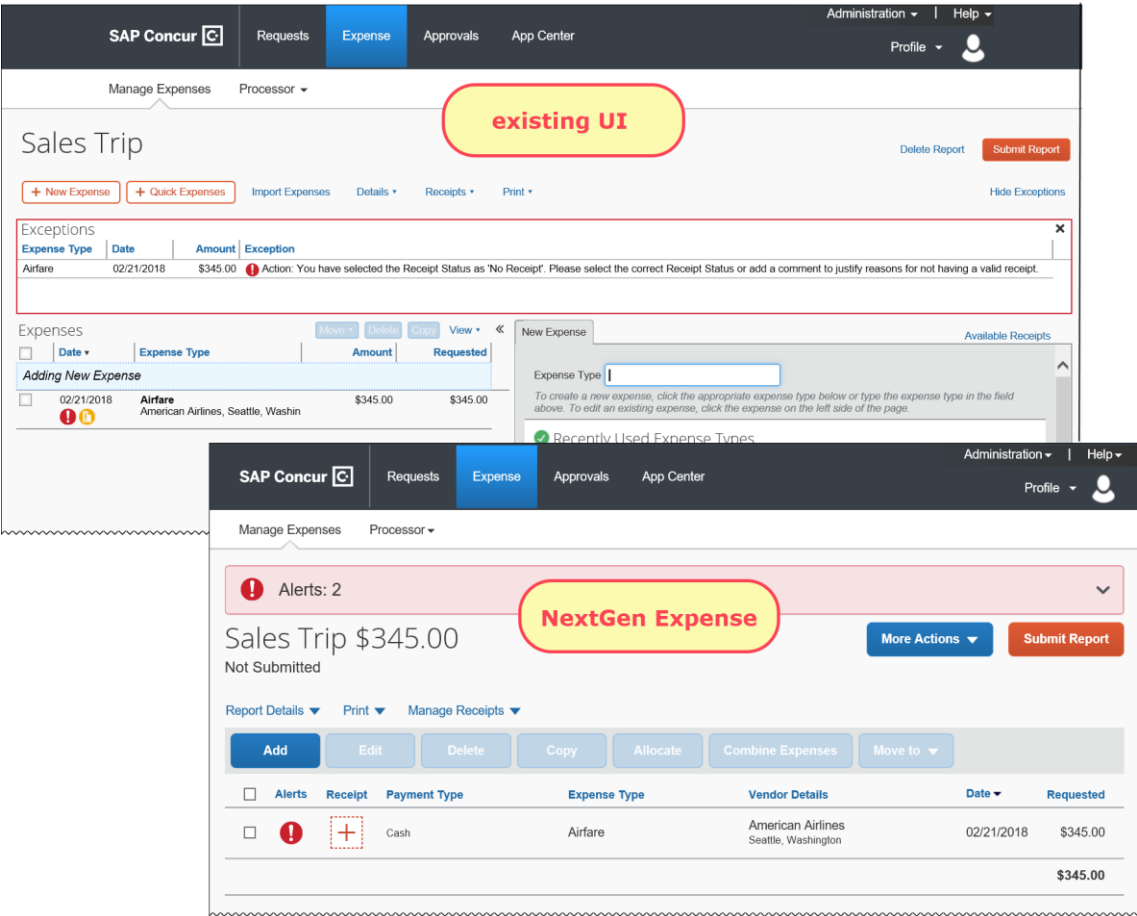 Administration | Help
SAP Concur C Requests Expense Approvals App Center
Profile
Manage Expenses Processor
existing UI
Sales Trip
Delete Report Submit Report
+ New Expense + Quick Expenses Import Expenses Details Receipts Print Hide Exceptions
Exceptions
Expense Type Date Amount Exception
Airfare 02/21/2018 $345.00 Action: You have selected the Receipt Status as 'No Receipt'. Please select the correct Receipt Status or add a comment to justify reasons for not having a valid receipt.
Expenses Move Delete Copy View «
Date Expense Type Amount Requested
Adding New Expense
02/21/2018 Airfare $345.00 $345.00
American Airlines, Seattle, Washin
New Expense
Available Receipts
Expense Type
To create a new expense, click the appropriate expense type below or type the expense type in the field
above. To edit an existing expense, click the expense on the left side of the page.
Recently Used Expense Types
Administration | Help
SAP Concur C Requests Expense Approvals App Center
Profile
Manage Expenses Processor
Alerts: 2
NextGen Expense
Sales Trip $345.00
More Actions Submit Report
Not Submitted
Report Details Print Manage Receipts
Add Edit Delete Copy Allocate Combine Expenses Move to
Alerts Receipt Payment Type Expense Type Vendor Details Date Requested
Cash Airfare American Airlines 02/21/2018 $345.00
Seattle, Washington
$345.00